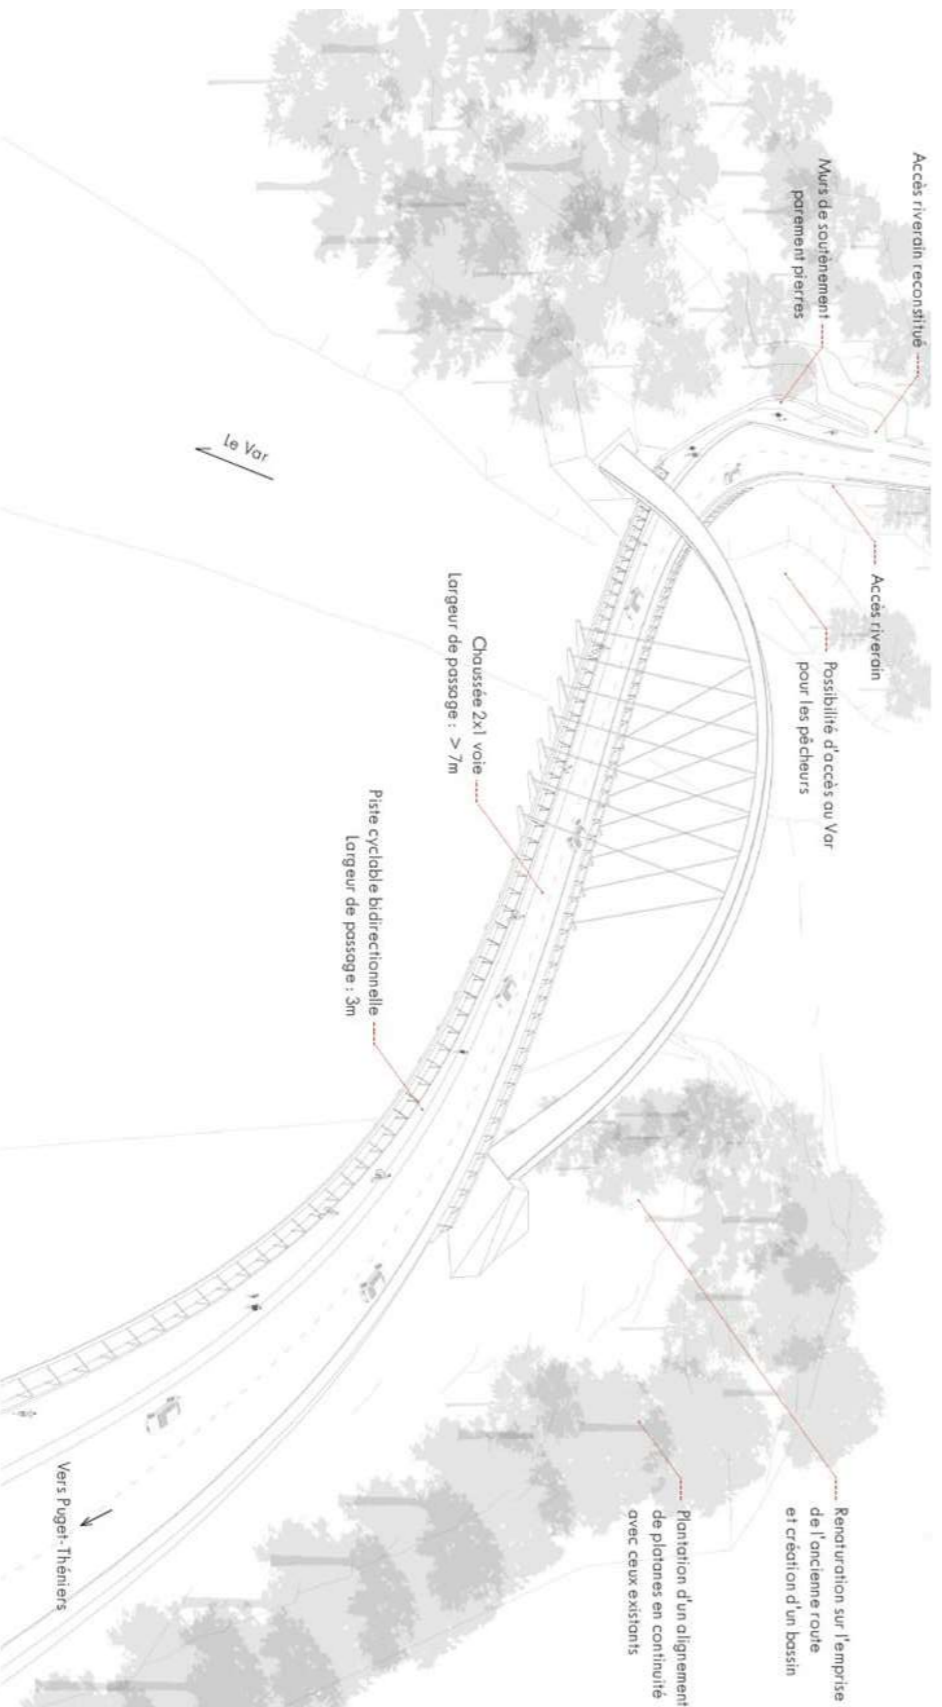 Accès riverain reconstitué
Murs de soutènement
parement pierres
Accès riverain
Possibilité d'accès au Var
pour les pêcheurs
Le Var
Chaussée 2x1 voie
Largeur de passage : > 7m
Piste cyclable bidirectionnelle
Largeur de passage : 3m
Renaturation sur l'emprise
de l'ancienne route
et création d'un bassin
Plantation d'un alignement
de platanes en continuité
avec ceux existants
Vers Puget-Théniers